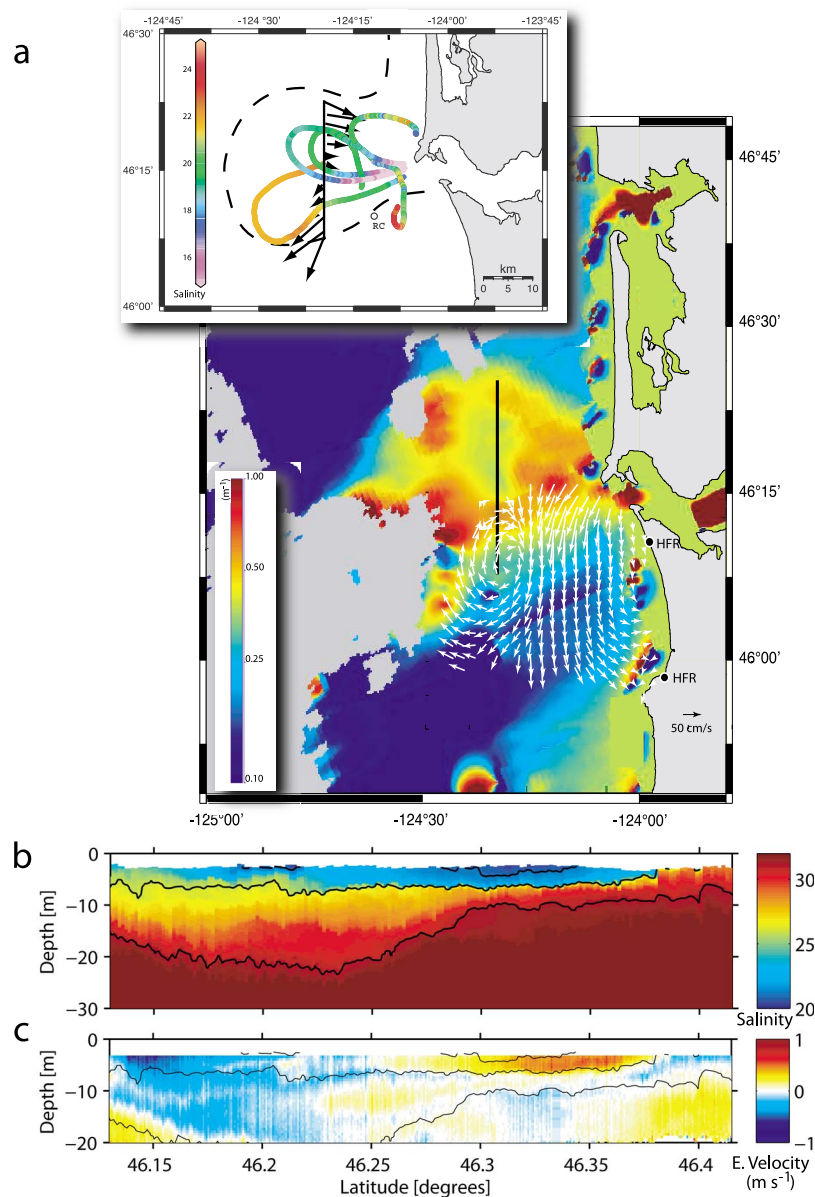 a
-124°45' -124°30' -124°15' -124°00' -123°45'
46°30'
46°15'
46°00'
24
22
20
18
16
Salinity
RC
km
0 5 10
46°45'
46°30'
46°15'
46°00'
1.00
(m⁻¹)
0.50
0.25
0.10
HFR
HFR
50 cm/s
-125°00' -124°30' -124°00'
b
0
−10
−20
−30
Depth [m]
30
25
20
Salinity
c
0
−10
−20
Depth [m]
1
0
−1
E. Velocity
(m s⁻¹)
46.15 46.2 46.25 46.3 46.35 46.4
Latitude [degrees]